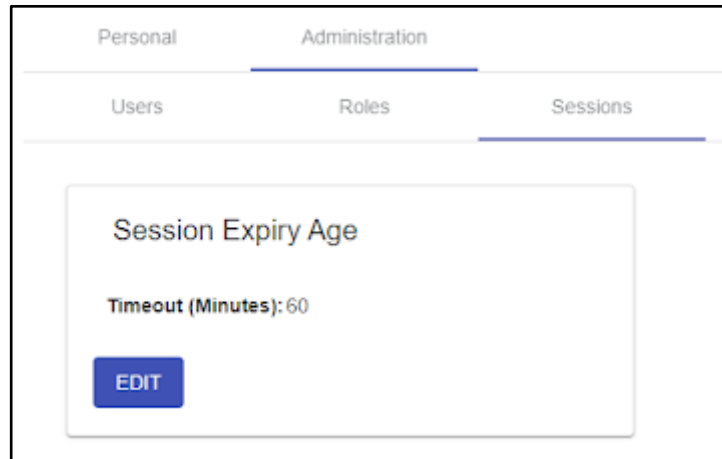 Personal Administration
Users Roles Sessions
Session Expiry Age
Timeout (Minutes): 60
EDIT